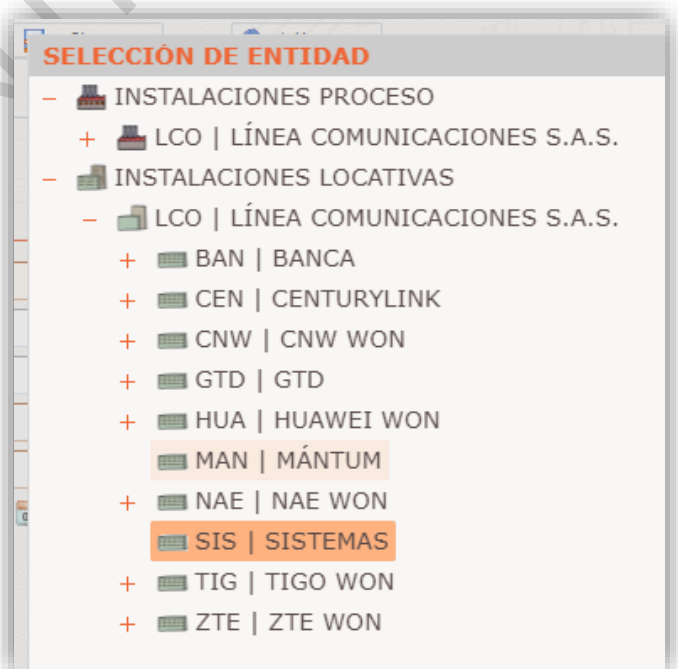 SELECCIÓN DE ENTIDAD
INSTALACIONES PROCESO
LCO | LÍNEA COMUNICACIONES S.A.S.
INSTALACIONES LOCATIVAS
LCO | LÍNEA COMUNICACIONES S.A.S.
BAN | BANCA
CEN | CENTURYLINK
CNW | CNW WON
GTD | GTD
HUA | HUAWEI WON
MAN | MÁNTUM
NAE | NAE WON
SIS | SISTEMAS
TIG | TIGO WON
ZTE | ZTE WON